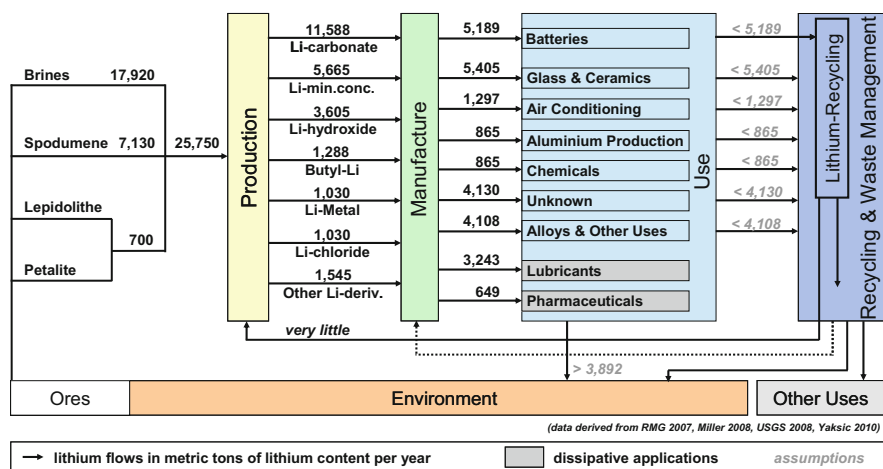 Brines 17,920
Spodumene 7,130 25,750
Lepidolithe
700
Petalite
Production
11,588
Li-carbonate
5,665
Li-min.conc.
3,605
Li-hydroxide
1,288
Butyl-Li
1,030
Li-Metal
1,030
Li-chloride
1,545
Other Li-deriv.
Manufacture
5,189 Batteries < 5,189
5,405 Glass & Ceramics < 5,405
1,297 Air Conditioning < 1,297
865 Aluminium Production < 865
865 Chemicals < 865
4,130 Unknown < 4,130
4,108 Alloys & Other Uses < 4,108
3,243 Lubricants
649 Pharmaceuticals
Use
Lithium-Recycling
Recycling & Waste Management
very little
> 3,892
Ores Environment Other Uses
(data derived from RMG 2007, Miller 2008, USGS 2008, Yaksic 2010)
lithium flows in metric tons of lithium content per year dissipative applications assumptions